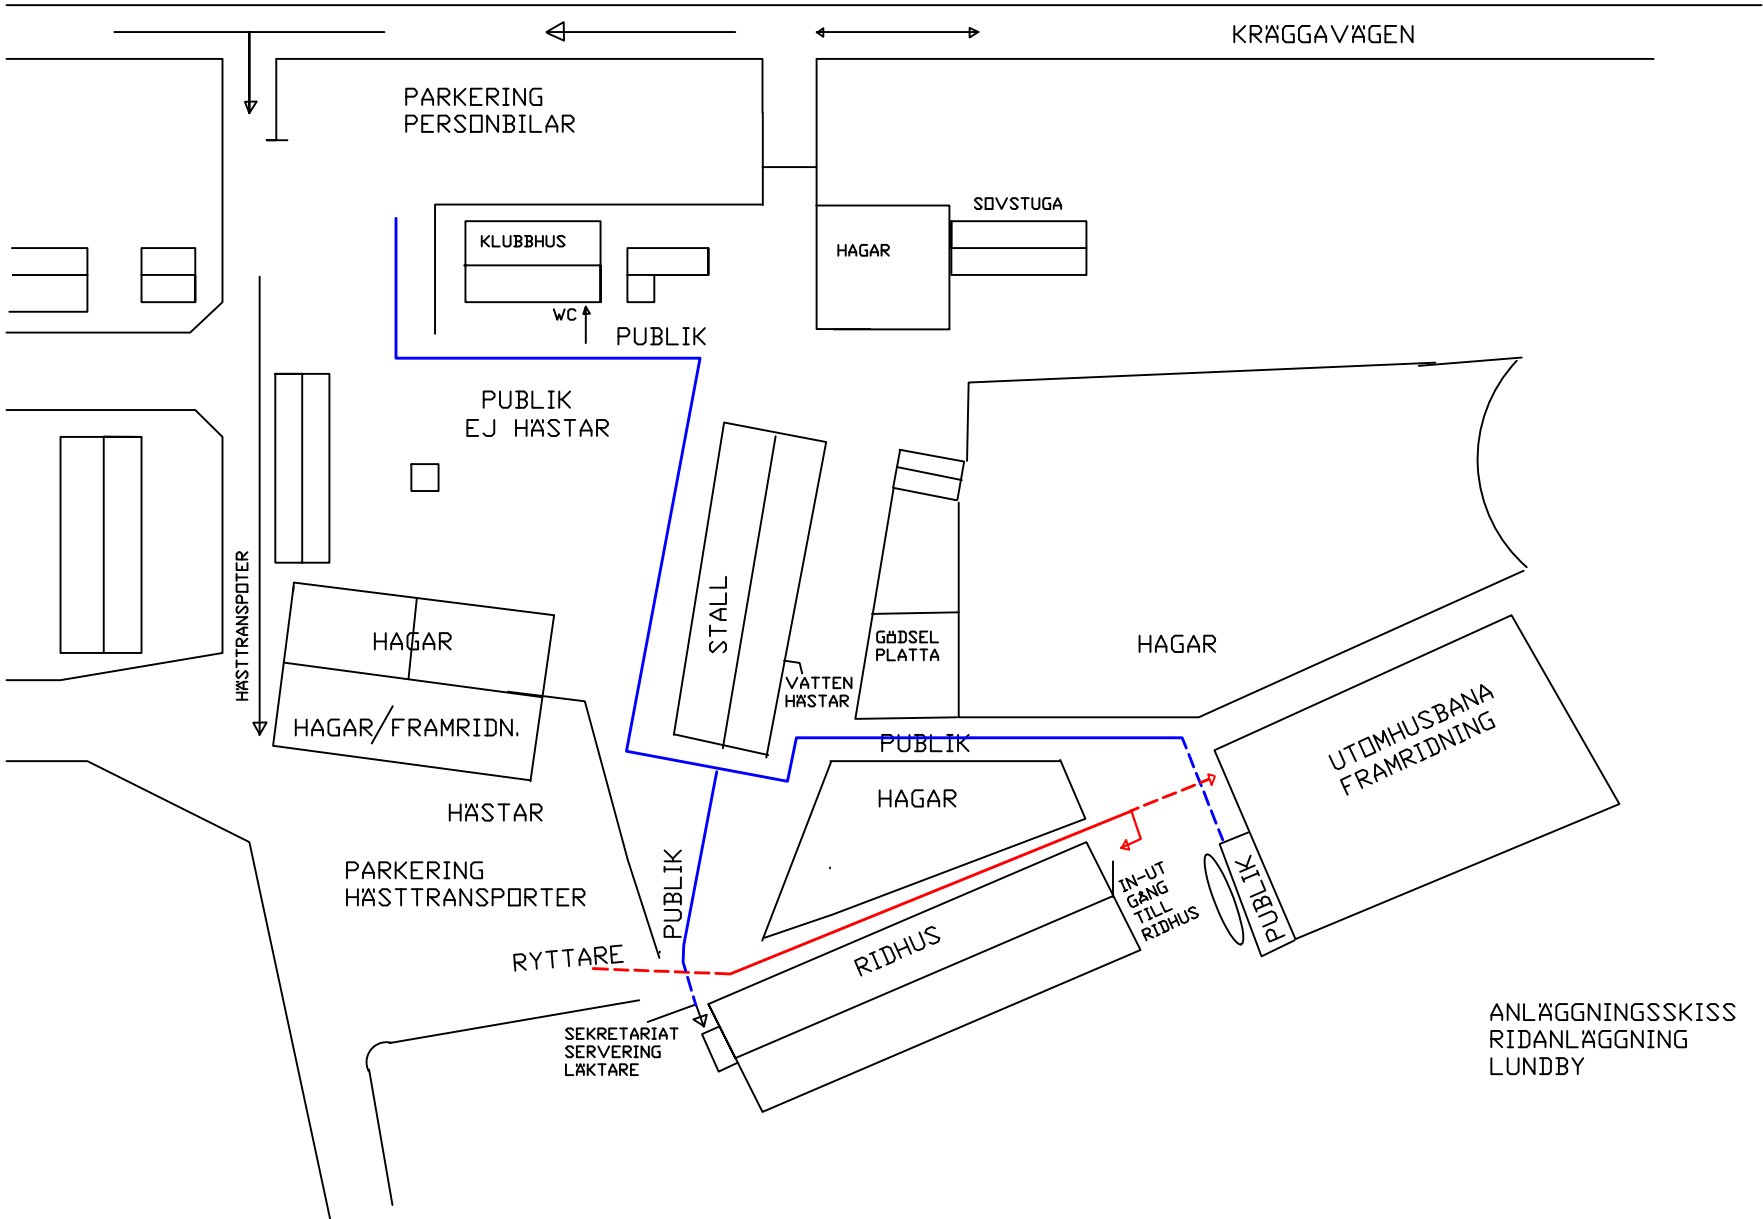 KRÄGGAVÄGEN
PARKERING
PERSONBILAR
SOVSTUGA
KLUBBHUS
HAGAR
WC
PUBLIK
PUBLIK
EJ HÄSTAR
HÄSTTRANSPOTER
STALL
HAGAR
GÖDSEL
PLATTA
HAGAR
VATTEN
HÄSTAR
HAGAR/FRAMRIDN.
UTOMHUSBANA
FRAMRIDNING
PUBLIK
HAGAR
HÄSTAR
PARKERING
HÄSTTRANSPORTER
PUBLIK
IN-UT
GÅNG
TILL
RIDHUS
PUBLIK
RYTTARE
RIDHUS
SEKRETARIAT
SERVERING
LÄKTARE
ANLÄGGNINGSSKISS
RIDANLÄGGNING
LUNDBY